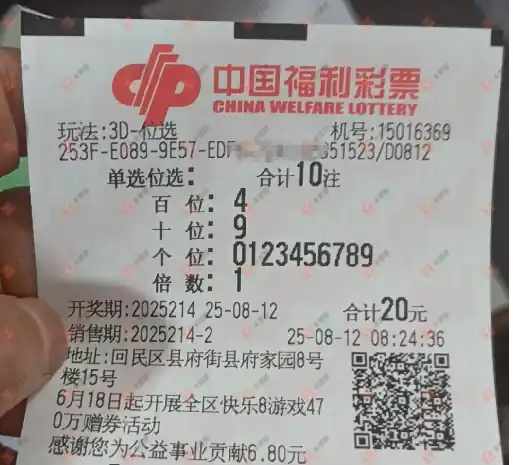 中国福利彩票
CHINA WELFARE LOTTERY
玩法:3D-位选 机号:15016369
253F-E089-9E57-ED 51523/D0812
单选位选: 合计10注
百 位: 4
十 位: 9
个 位: 0123456789
倍 数: 1
开奖期:2025214 25-08-12 合计20元
销售期:2025214-2 25-08-12 08:24:36
地址:回民区县府街县府家园8号
楼15号
6月18日起开展全区快乐8游戏47
0万赠券活动
感谢您为公益事业贡献6.80元